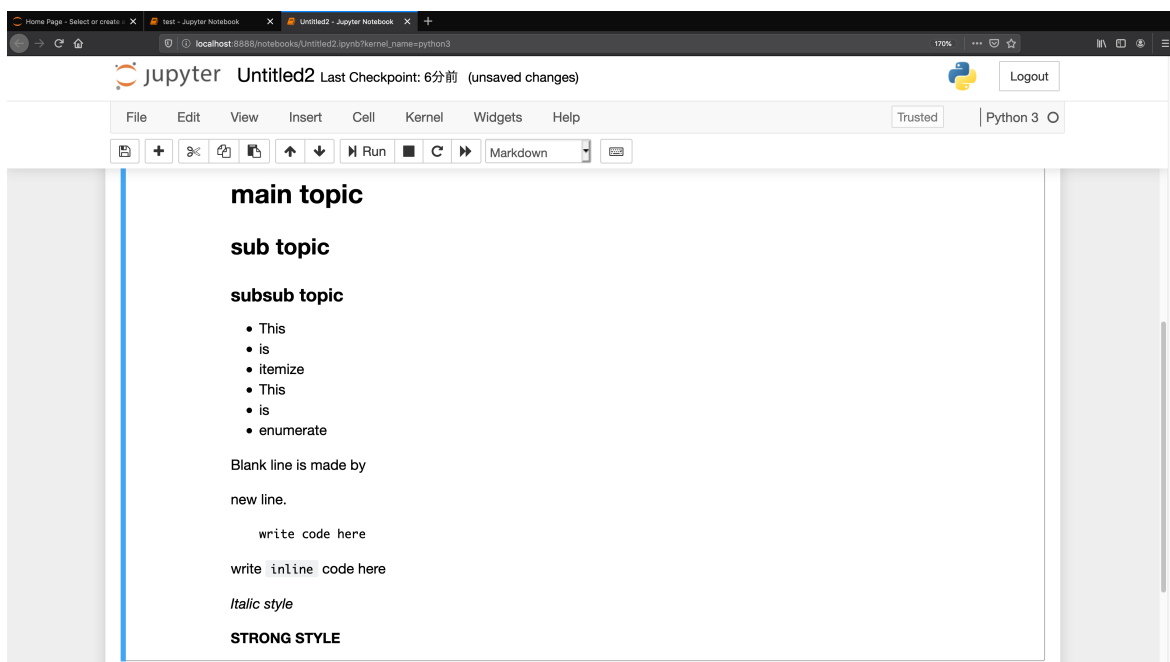 Home Page - Select or create a
test - Jupyter Notebook
Untitled2 - Jupyter Notebook
localhost:8888/notebooks/Untitled2.ipynb?kernel_name=python3
170%
jupyter Untitled2 Last Checkpoint: 6分前 (unsaved changes)
Logout
File Edit View Insert Cell Kernel Widgets Help
Trusted
Python 3
Run
Markdown
main topic
sub topic
subsub topic
• This
• is
• itemize
• This
• is
• enumerate
Blank line is made by
new line.
write code here
write inline code here
Italic style
STRONG STYLE